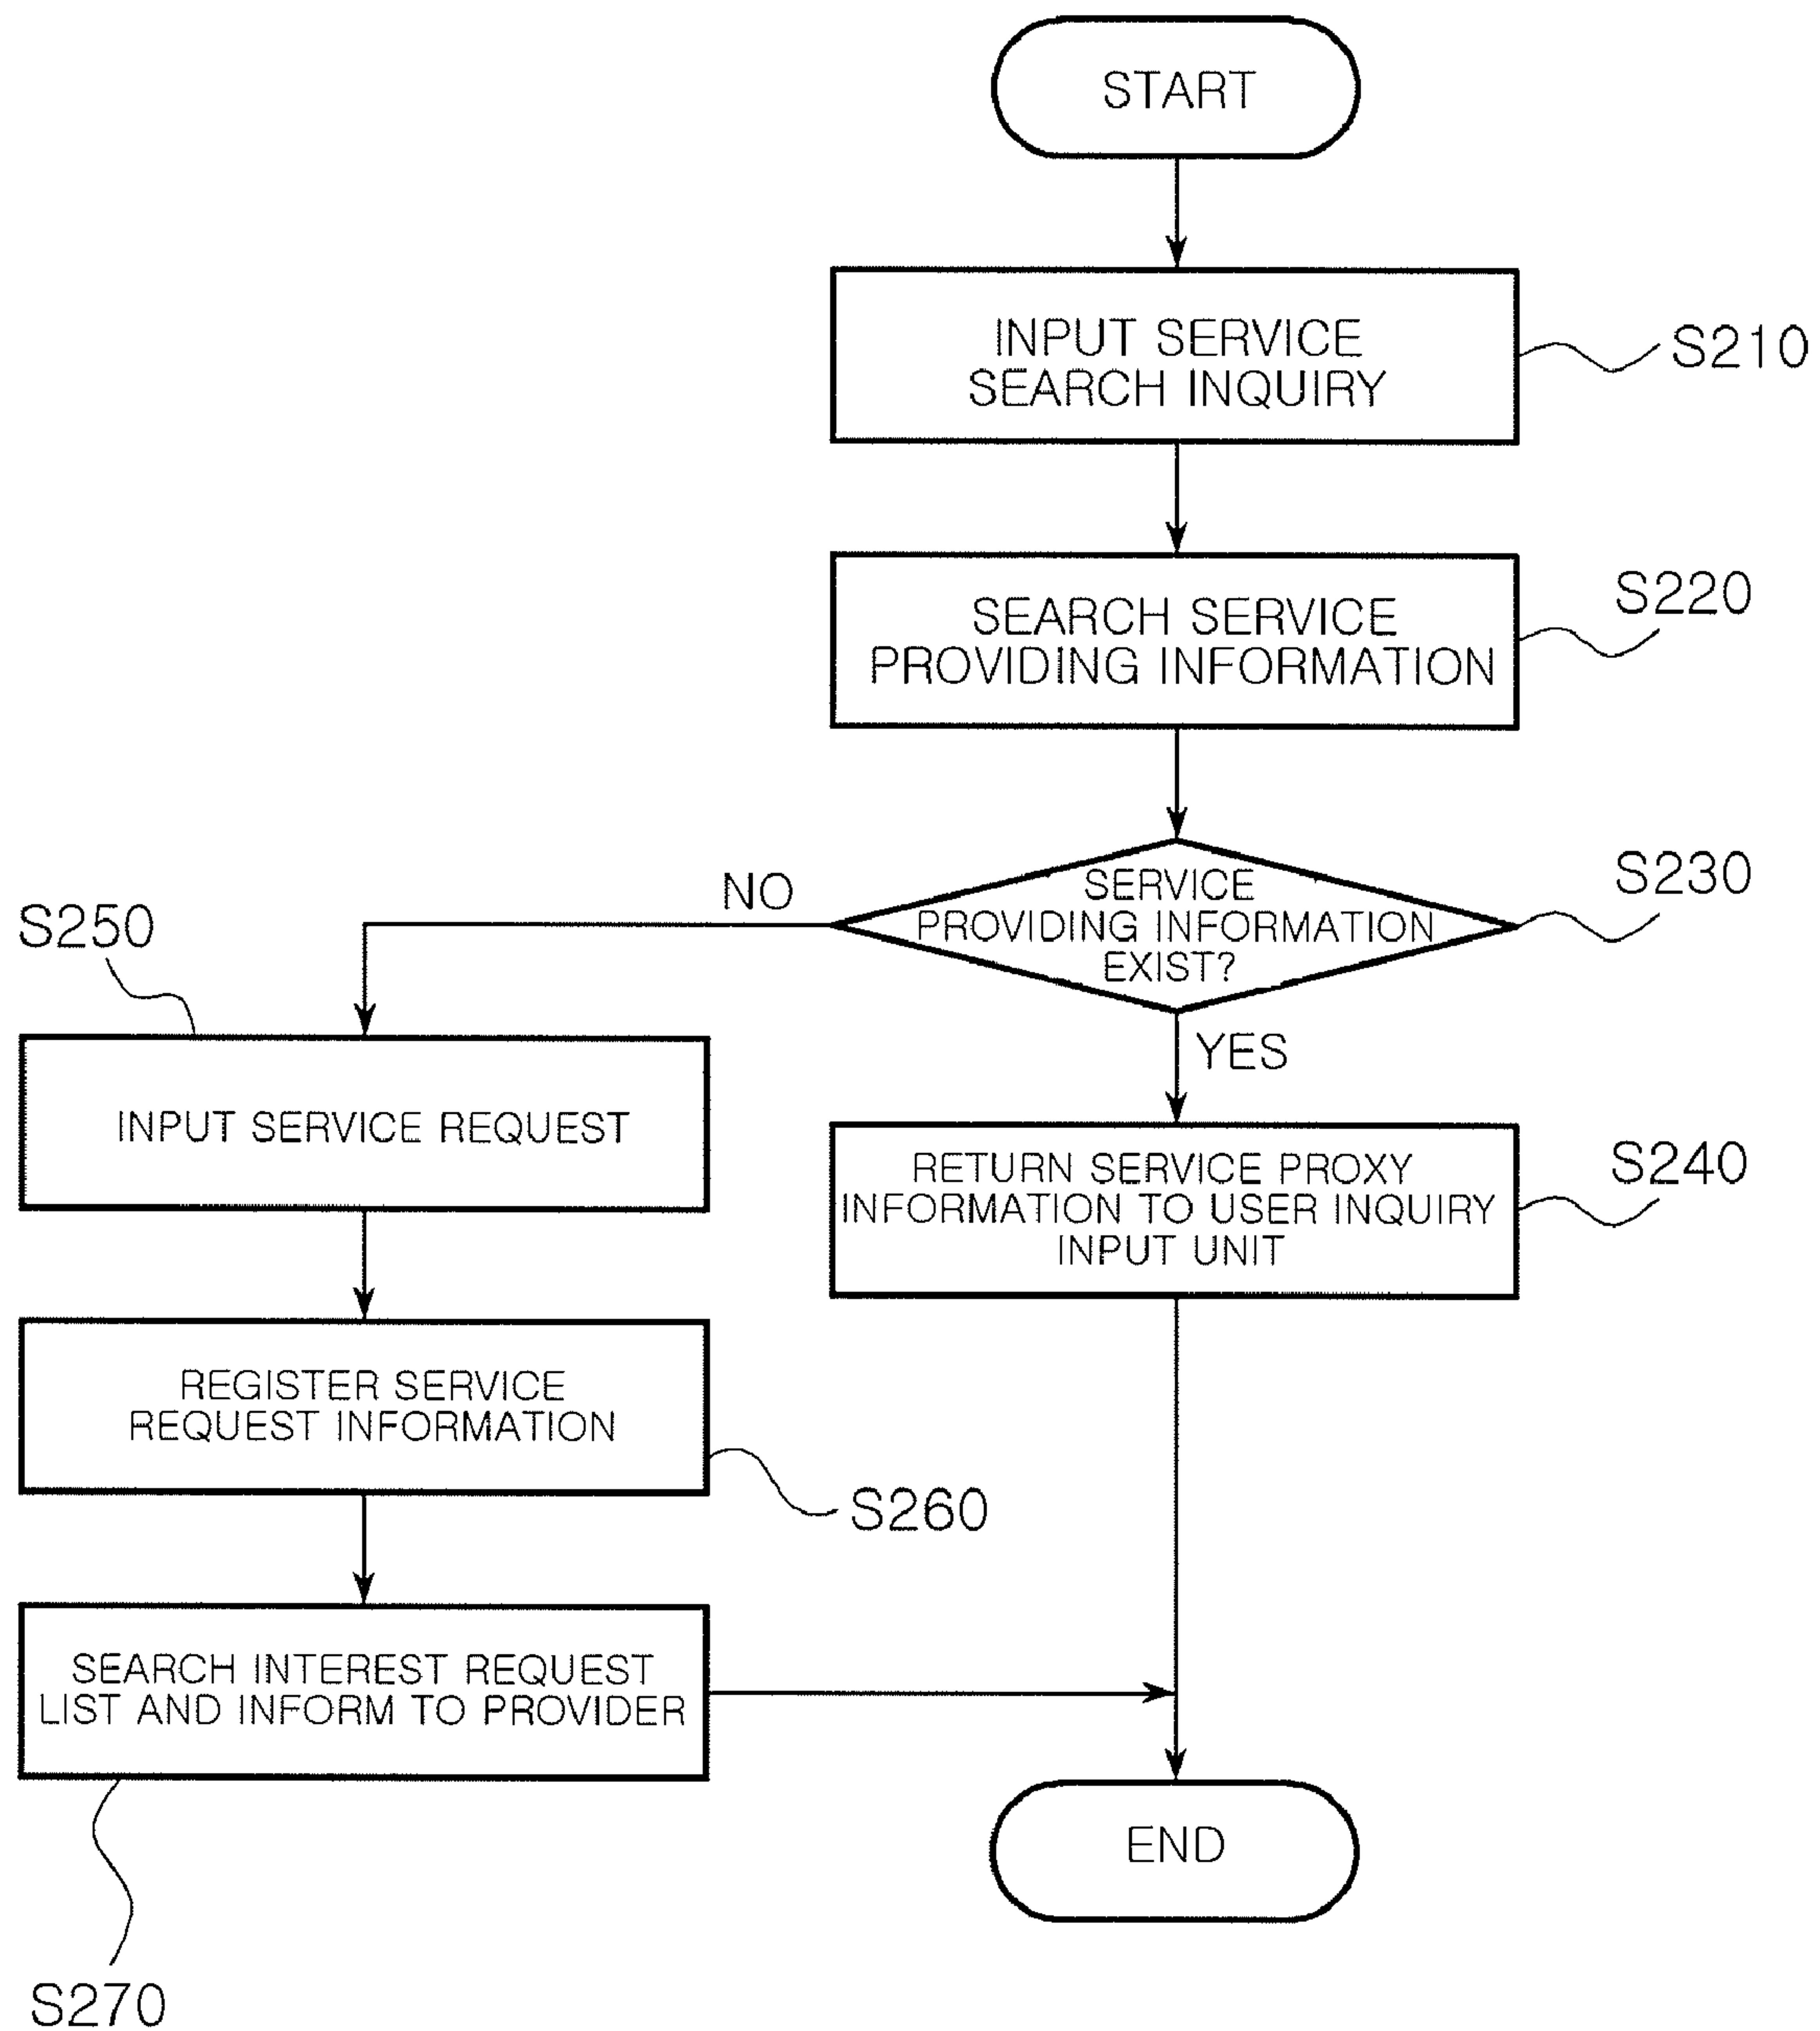 START
INPUT SERVICE
SEARCH INQUIRY
S210
SEARCH SERVICE
PROVIDING INFORMATION
S220
SERVICE
PROVIDING INFORMATION
EXIST?
S230
NO
YES
RETURN SERVICE PROXY
INFORMATION TO USER INQUIRY
INPUT UNIT
S240
S250
INPUT SERVICE REQUEST
REGISTER SERVICE
REQUEST INFORMATION
S260
SEARCH INTEREST REQUEST
LIST AND INFORM TO PROVIDER
S270
END